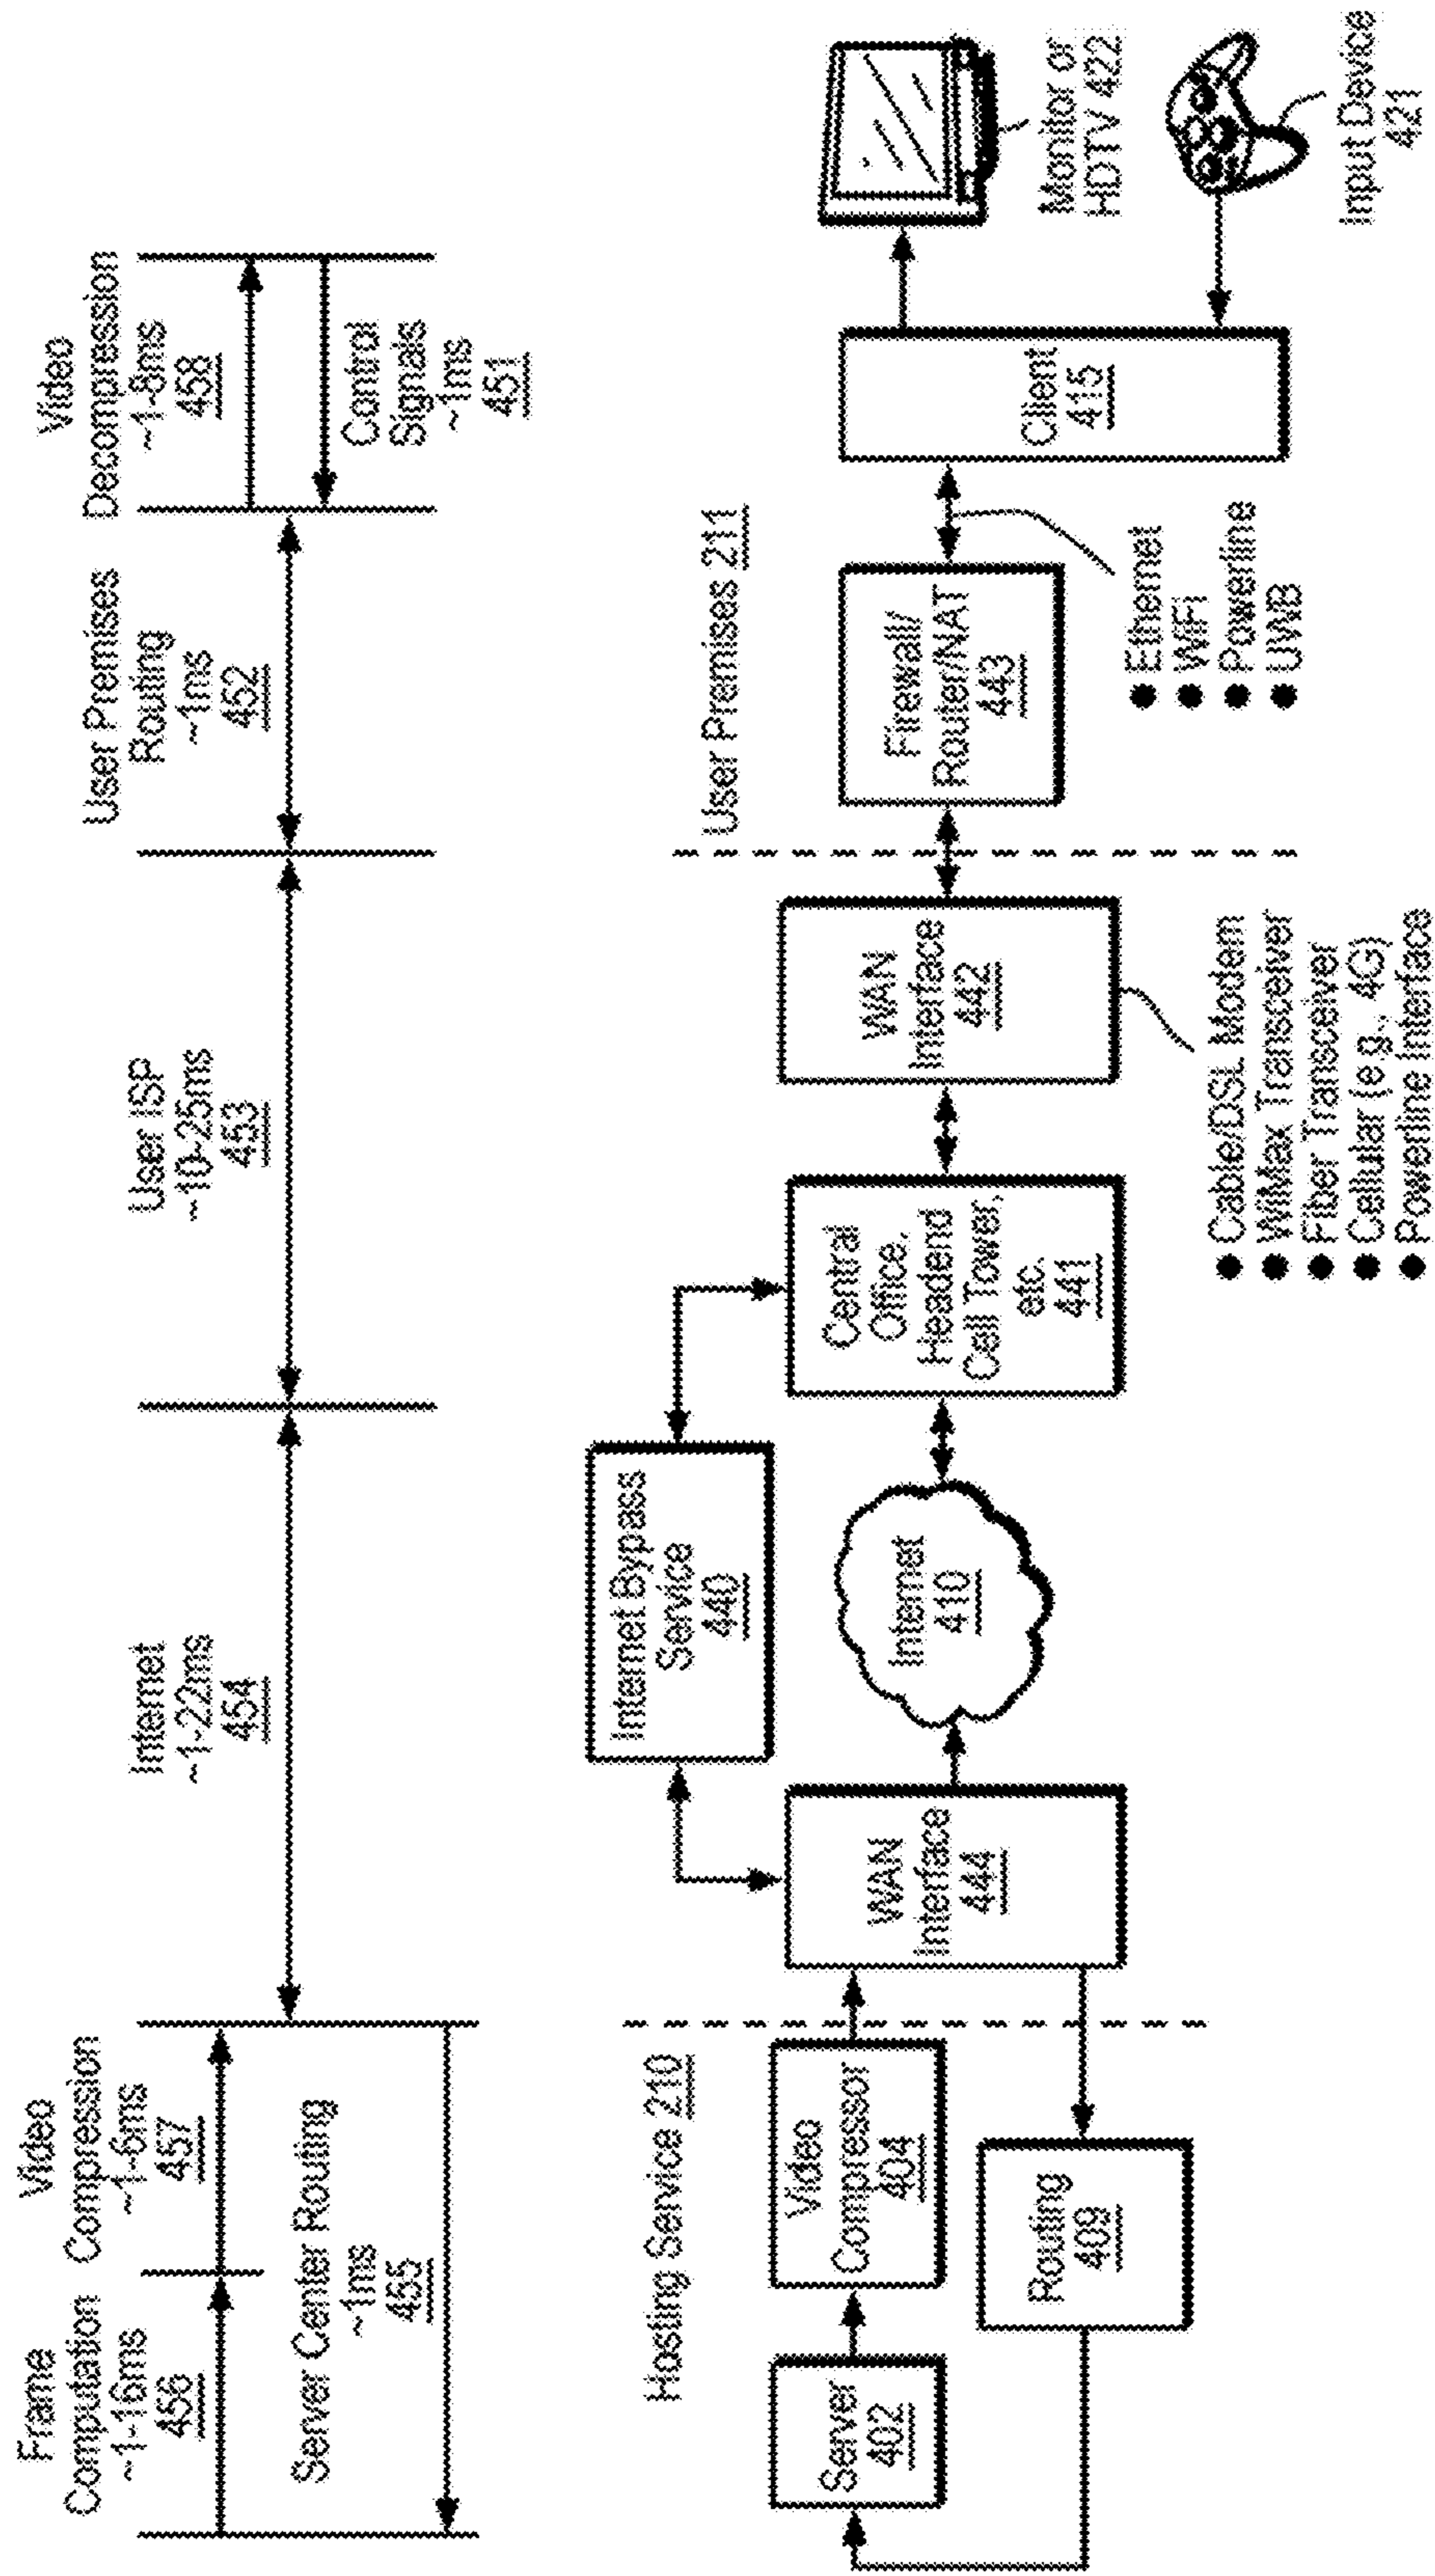 Frame
Computation
~1-16ms
456
Video
Compression
~1-6ms
457
Server Center Routing
~1ms
455
Internet
~1-22ms
454
User ISP
~10-25ms
453
User Premises
Routing
~1ms
452
Video
Decompression
~1-8ms
458
Control
Signals
~1ms
451
Hosting Service 210
Server
402
Video
Compressor
404
Routing
409
WAN
Interface
444
Internet Bypass
Service
440
Internet
410
Central
Office,
Headend
Cell Tower,
etc.
441
WAN
Interface
442
● Cable/DSL Modem
● WiMax Transceiver
● Fiber Transceiver
● Cellular (e.g., 4G)
● Powerline Interface
User Premises 211
Firewall/
Router/NAT
443
● Ethernet
● WiFi
● Powerline
● UWB
Client
415
Monitor or
HDTV 422
Input Device
421